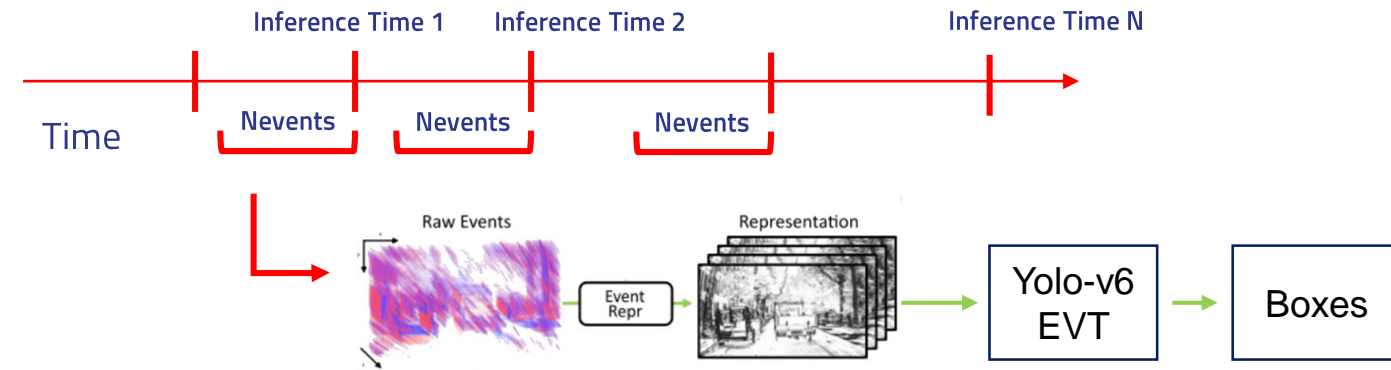 Inference Time 1
Inference Time 2
Inference Time N
Time
Nevents
Nevents
Nevents
Raw Events
Representation
Event
Repr
Yolo-v6
EVT
Boxes